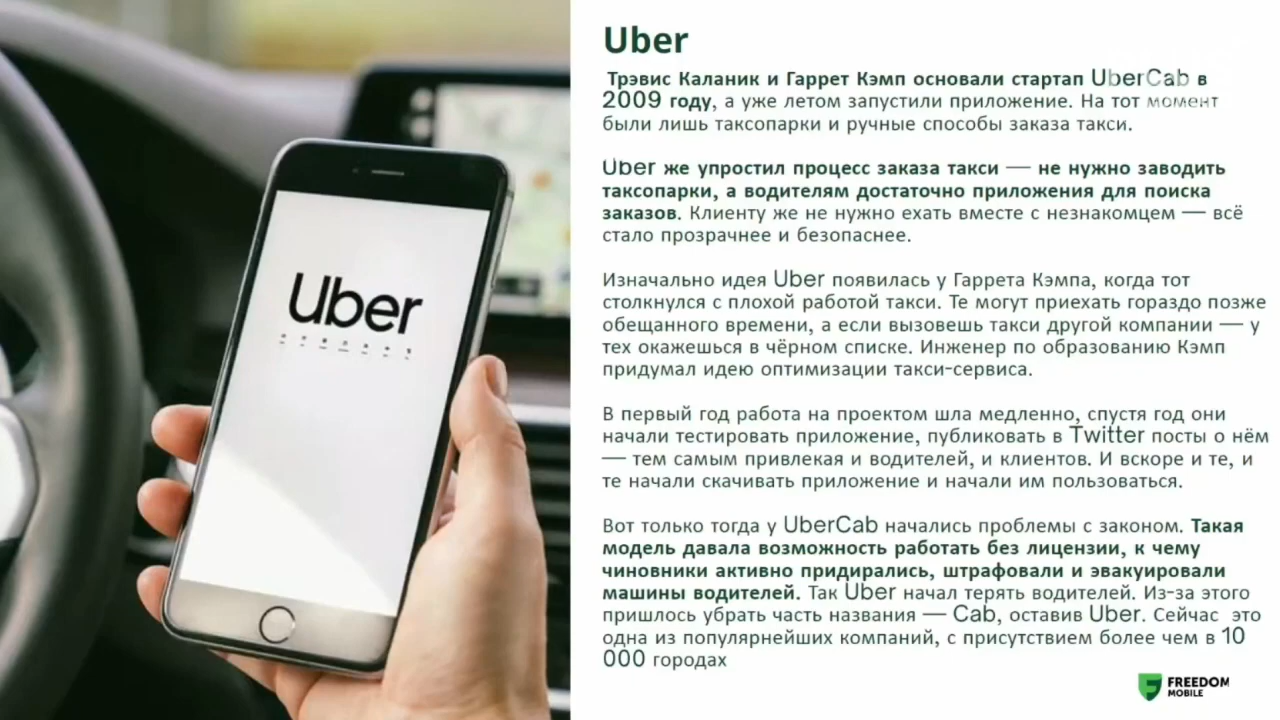 Uber
Uber
Трэвис Каланик и Гаррет Кэмп основали стартап UberCab в
2009 году, а уже летом запустили приложение. На тот момент
были лишь таксопарки и ручные способы заказа такси.
Uber же упростил процесс заказа такси — не нужно заводить
таксопарки, а водителям достаточно приложения для поиска
заказов. Клиенту же не нужно ехать вместе с незнакомцем — всё
стало прозрачнее и безопаснее.
Изначально идея Uber появилась у Гаррета Кэмпа, когда тот
столкнулся с плохой работой такси. Те могут приехать гораздо позже
обещанного времени, а если вызовешь такси другой компании — у
тех окажешься в чёрном списке. Инженер по образованию Кэмп
придумал идею оптимизации такси-сервиса.
В первый год работа на проектом шла медленно, спустя год они
начали тестировать приложение, публиковать в Twitter посты о нём
— тем самым привлекая и водителей, и клиентов. И вскоре и те, и
те начали скачивать приложение и начали им пользоваться.
Вот только тогда у UberCab начались проблемы с законом. Такая
модель давала возможность работать без лицензии, к чему
чиновники активно придирались, штрафовали и эвакуировали
машины водителей. Так Uber начал терять водителей. Из-за этого
пришлось убрать часть названия — Cab, оставив Uber. Сейчас это
одна из популярнейших компаний, с присутствием более чем в 10
000 городах
FREEDOM
MOBILE